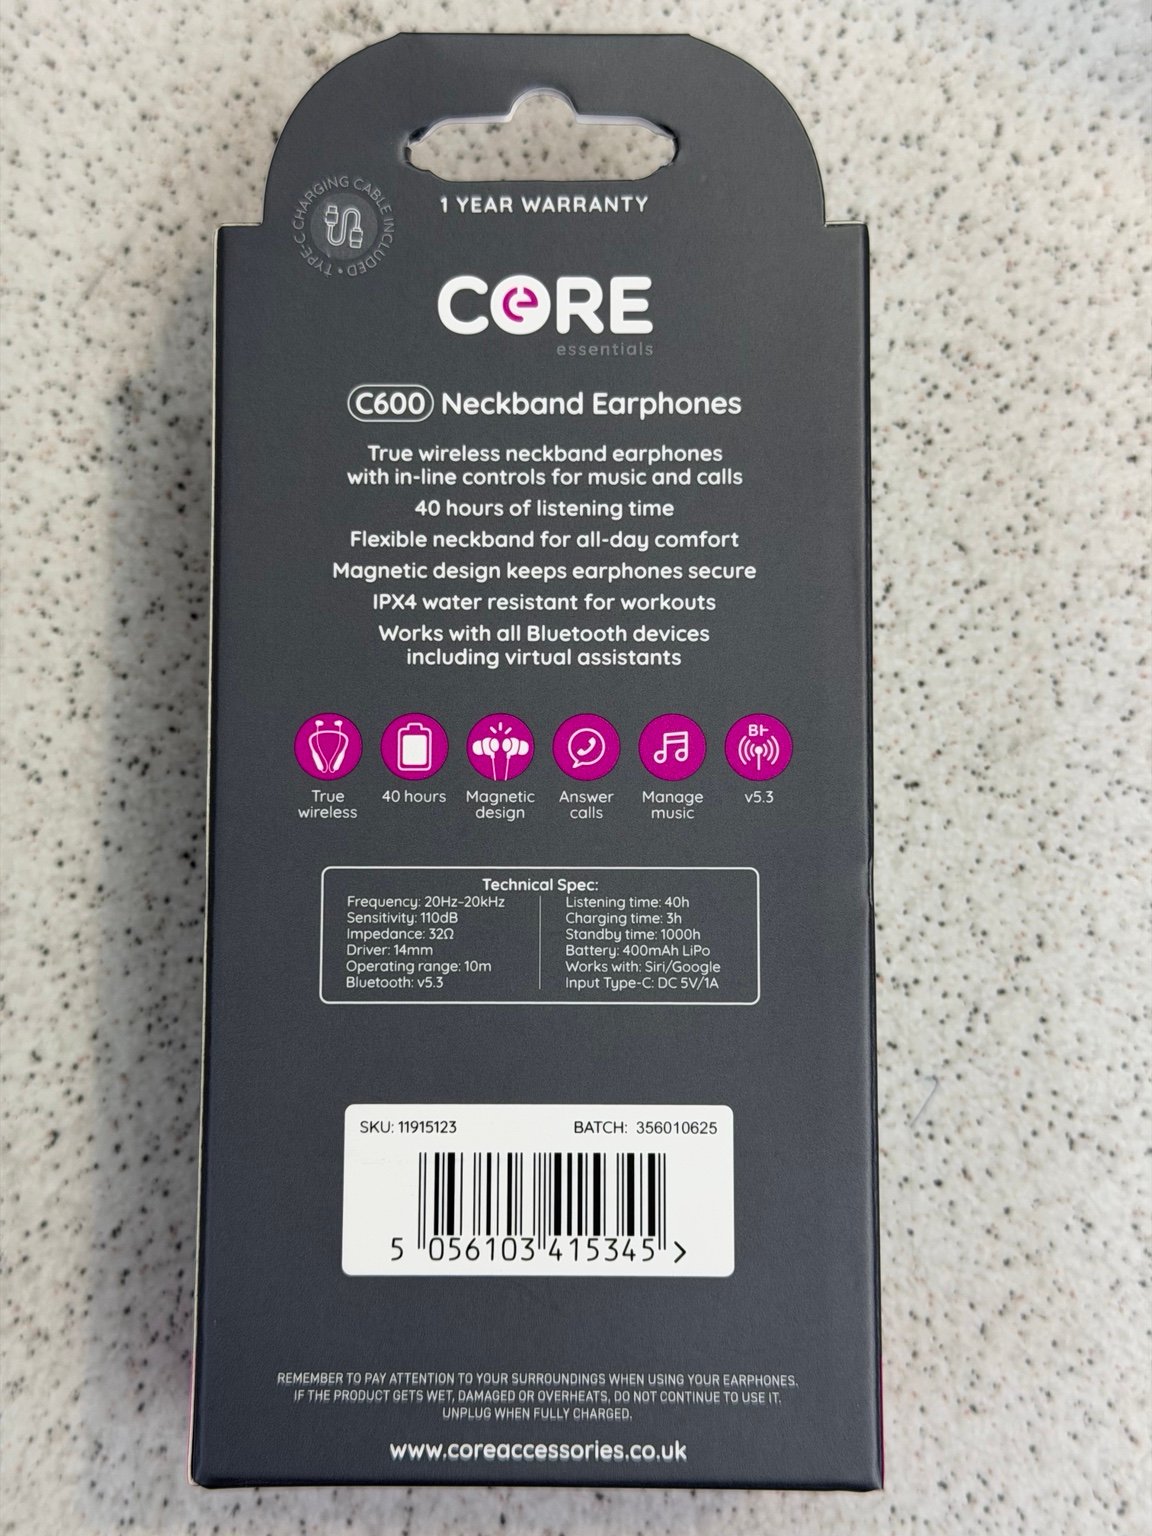 1 YEAR WARRANTY
TYPE-C CHARGING CABLE INCLUDED •
CORE
essentials
C600 Neckband Earphones
True wireless neckband earphones
with in-line controls for music and calls
40 hours of listening time
Flexible neckband for all-day comfort
Magnetic design keeps earphones secure
IPX4 water resistant for workouts
Works with all Bluetooth devices
including virtual assistants
True
wireless
40 hours
Magnetic
design
Answer
calls
Manage
music
BT
v5.3
Technical Spec:
Frequency: 20Hz–20kHz
Sensitivity: 110dB
Impedance: 32Ω
Driver: 14mm
Operating range: 10m
Bluetooth: v5.3
Listening time: 40h
Charging time: 3h
Standby time: 1000h
Battery: 400mAh LiPo
Works with: Siri/Google
Input Type-C: DC 5V/1A
SKU: 11915123
BATCH: 356010625
5 056103 415345 >
REMEMBER TO PAY ATTENTION TO YOUR SURROUNDINGS WHEN USING YOUR EARPHONES.
IF THE PRODUCT GETS WET, DAMAGED OR OVERHEATS, DO NOT CONTINUE TO USE IT.
UNPLUG WHEN FULLY CHARGED.
www.coreaccessories.co.uk